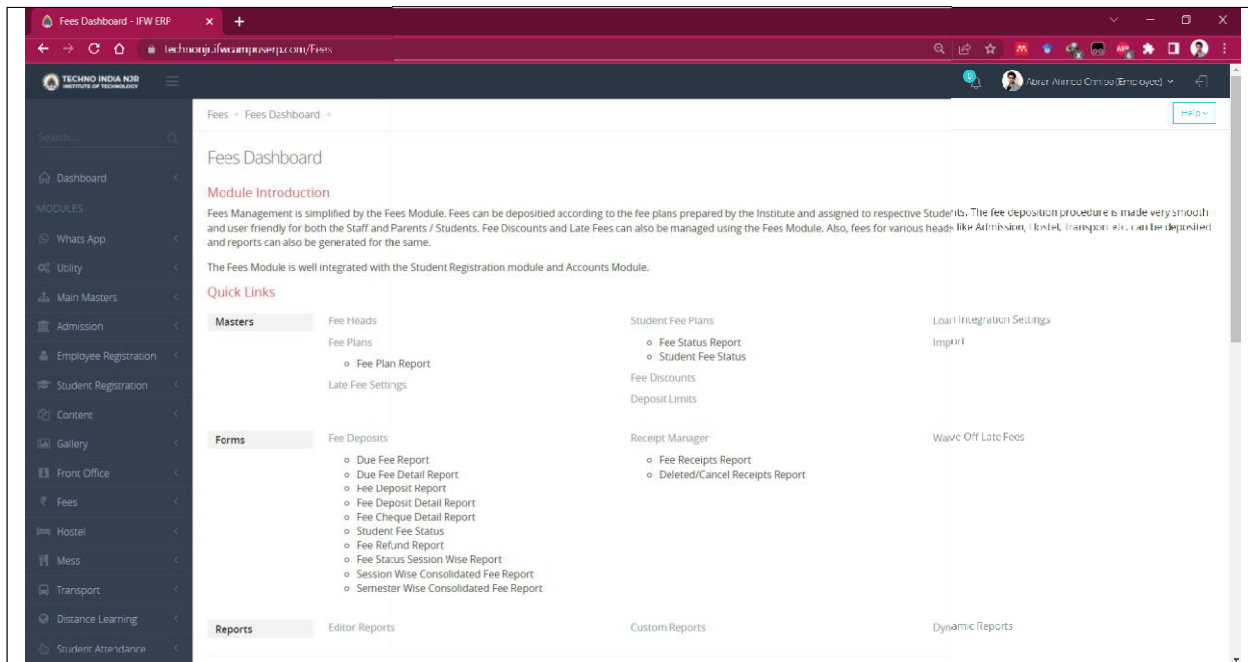 Fees Dashboard - IFW ERP
technonjr.ifwcampuserp.com/Fees
TECHNO INDIA NJR
INSTITUTE OF TECHNOLOGY
0
(Employee)
Fees Fees Dashboard
Help
Search...
Fees Dashboard
Dashboard
Module Introduction
MODULES
Fees Management is simplified by the Fees Module. Fees can be depositied according to the fee plans prepared by the Institute and assigned to respective Students. The fee deposition procedure is made very smooth
and user friendly for both the Staff and Parents / Students. Fee Discounts and Late Fees can also be managed using the Fees Module. Also, fees for various heads like Admission, Hostel, Transport etc. can be deposited
and reports can also be generated for the same.
Whats App
The Fees Module is well integrated with the Student Registration module and Accounts Module.
Utility
Quick Links
Main Masters
Admission
Employee Registration
Student Registration
Content
Gallery
Front Office
Fees
Hostel
Mess
Transport
Distance Learning
Student Attendance
Masters
Fee Heads
Fee Plans
Fee Plan Report
Late Fee Settings
Student Fee Plans
Fee Status Report
Student Fee Status
Fee Discounts
Deposit Limits
Loan Integration Settings
Import
Forms
Fee Deposits
Due Fee Report
Due Fee Detail Report
Fee Deposit Report
Fee Deposit Detail Report
Fee Cheque Detail Report
Student Fee Status
Fee Refund Report
Fee Status Session Wise Report
Session Wise Consolidated Fee Report
Semester Wise Consolidated Fee Report
Receipt Manager
Fee Receipts Report
Deleted/Cancel Receipts Report
Waive Off Late Fees
Reports
Editor Reports
Custom Reports
Dynamic Reports